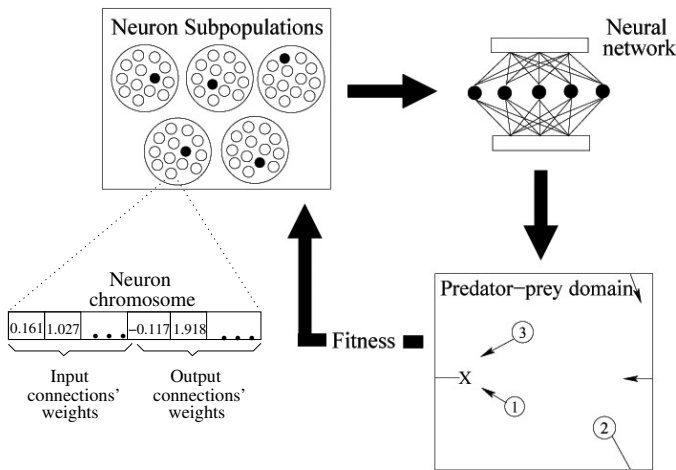 Neuron Subpopulations
Neural
network
Predator−prey domain
3
X
1
2
Fitness
Neuron
chromosome
0.161 1.027 • • • −0.117 1.918 • • •
Input
connections'
weights
Output
connections'
weights